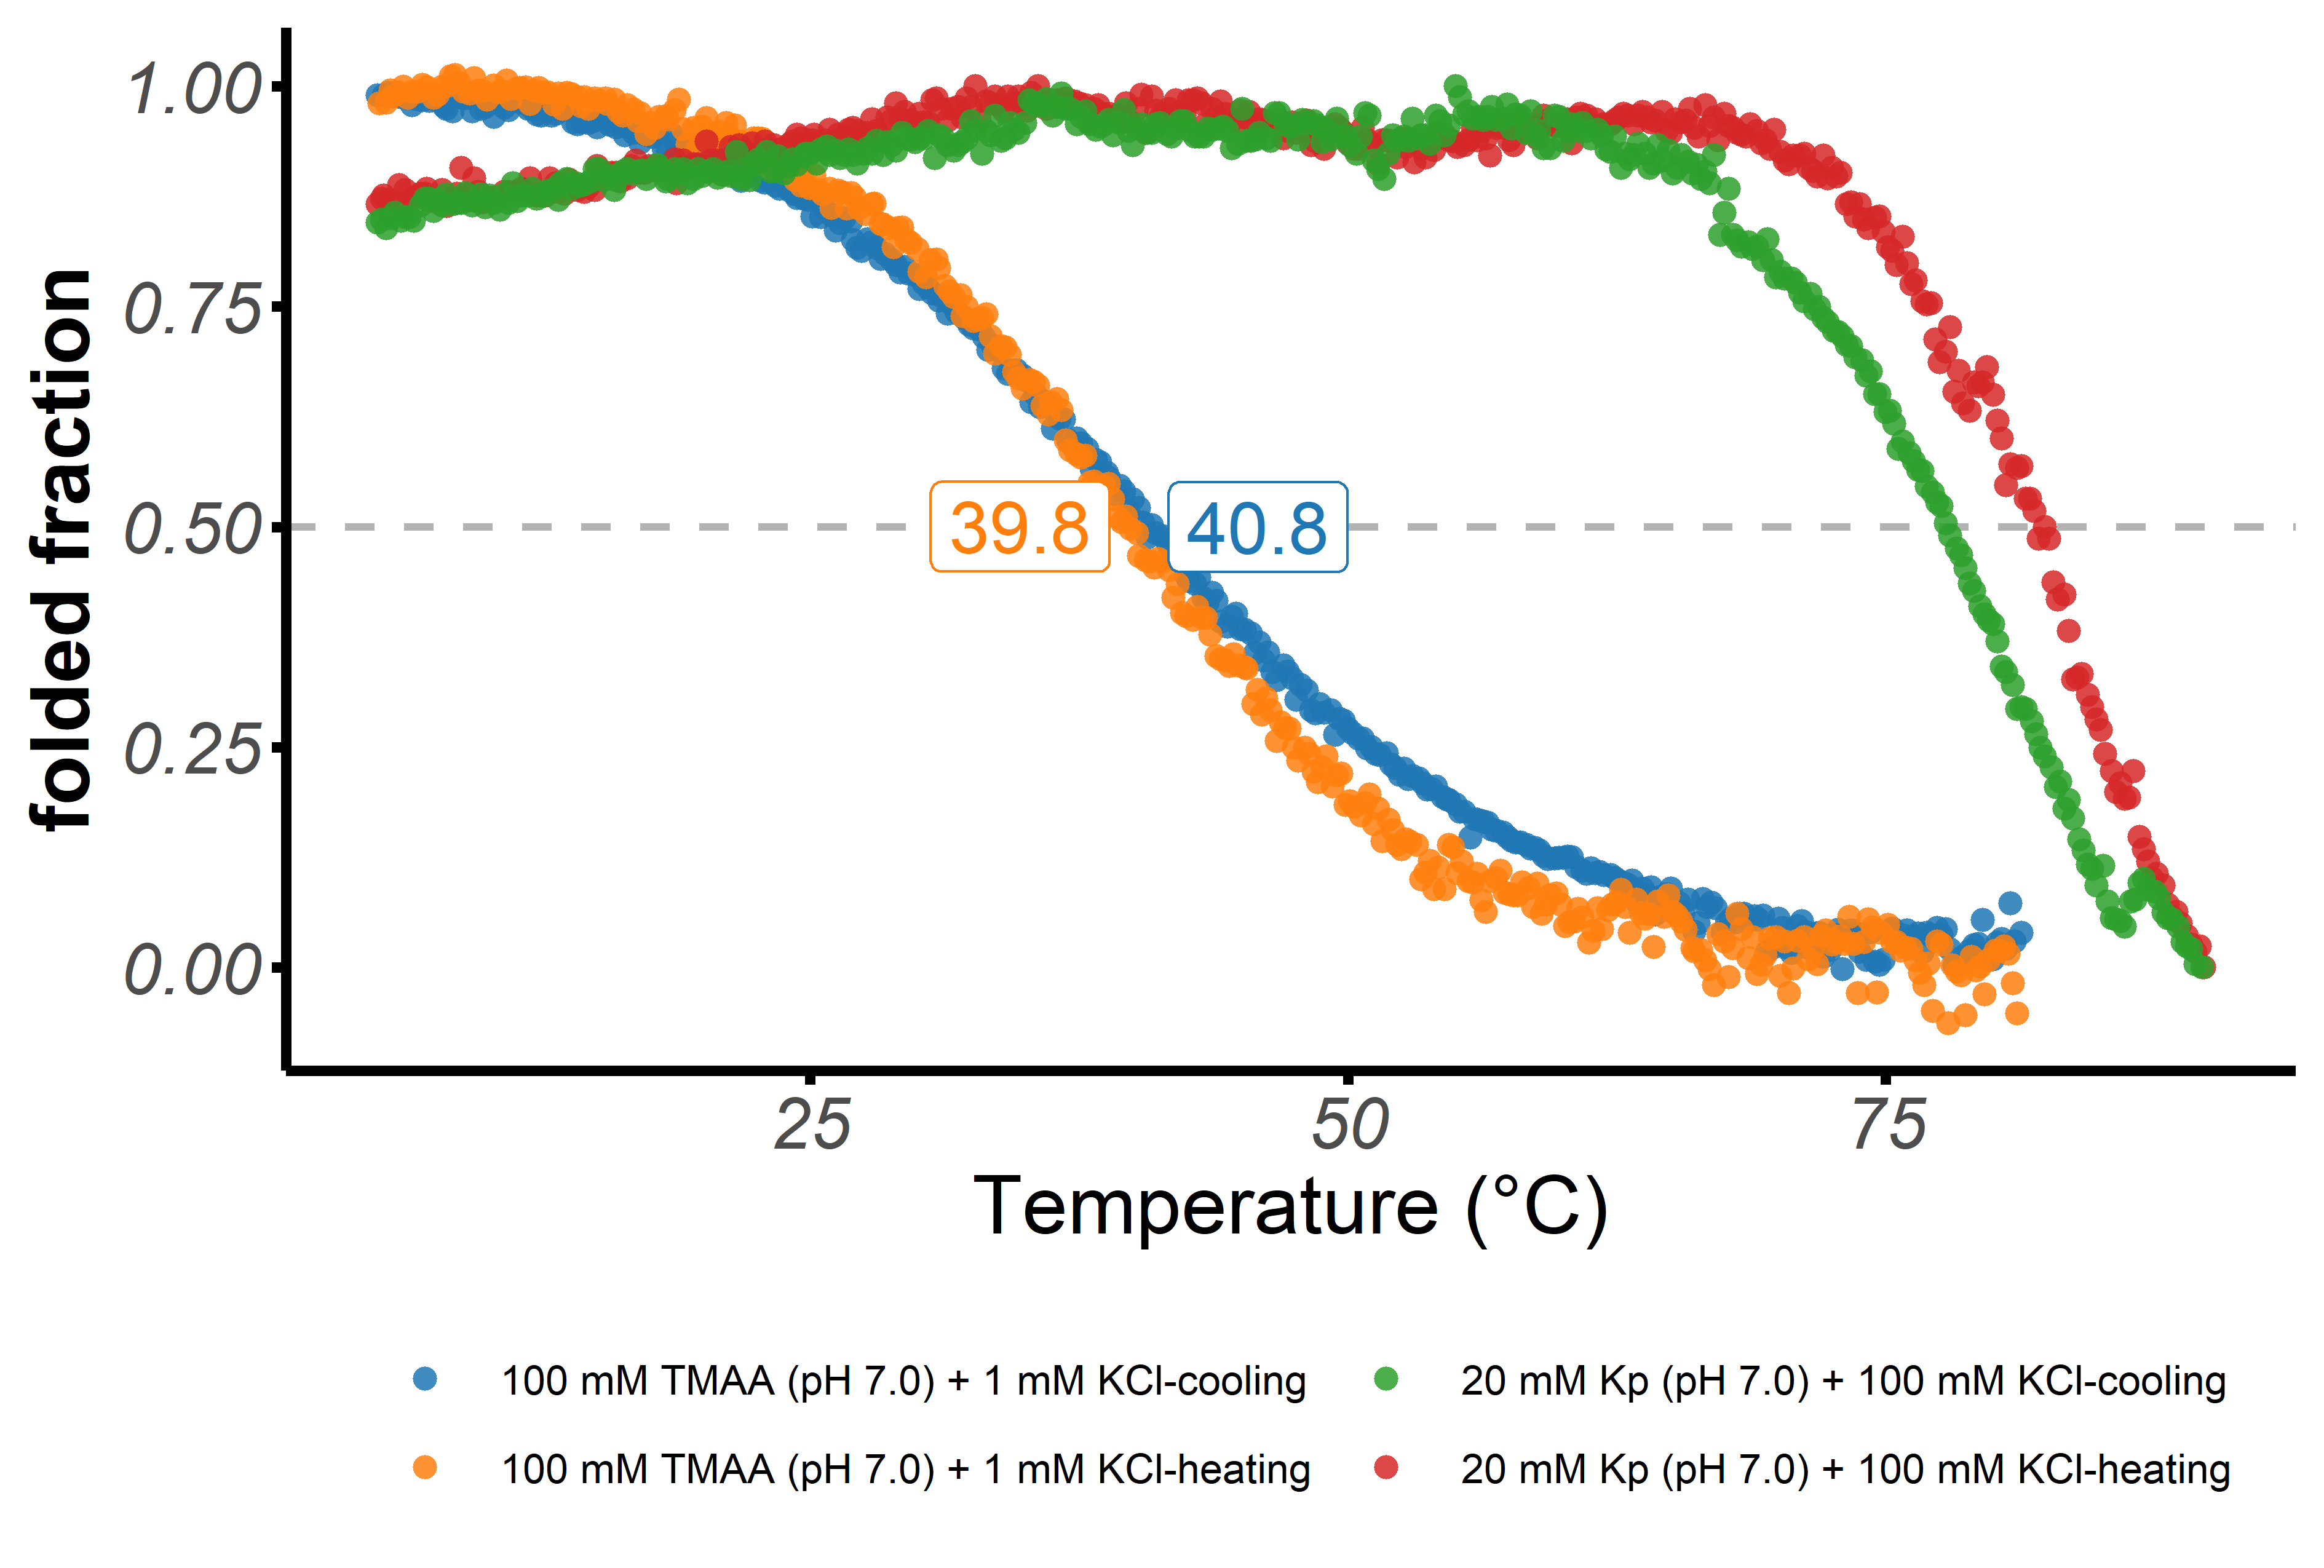 folded fraction
1.00
0.75
0.50
0.25
0.00
39.8
40.8
25
50
75
Temperature (°C)
100 mM TMAA (pH 7.0) + 1 mM KCl-cooling
100 mM TMAA (pH 7.0) + 1 mM KCl-heating
20 mM Kp (pH 7.0) + 100 mM KCl-cooling
20 mM Kp (pH 7.0) + 100 mM KCl-heating